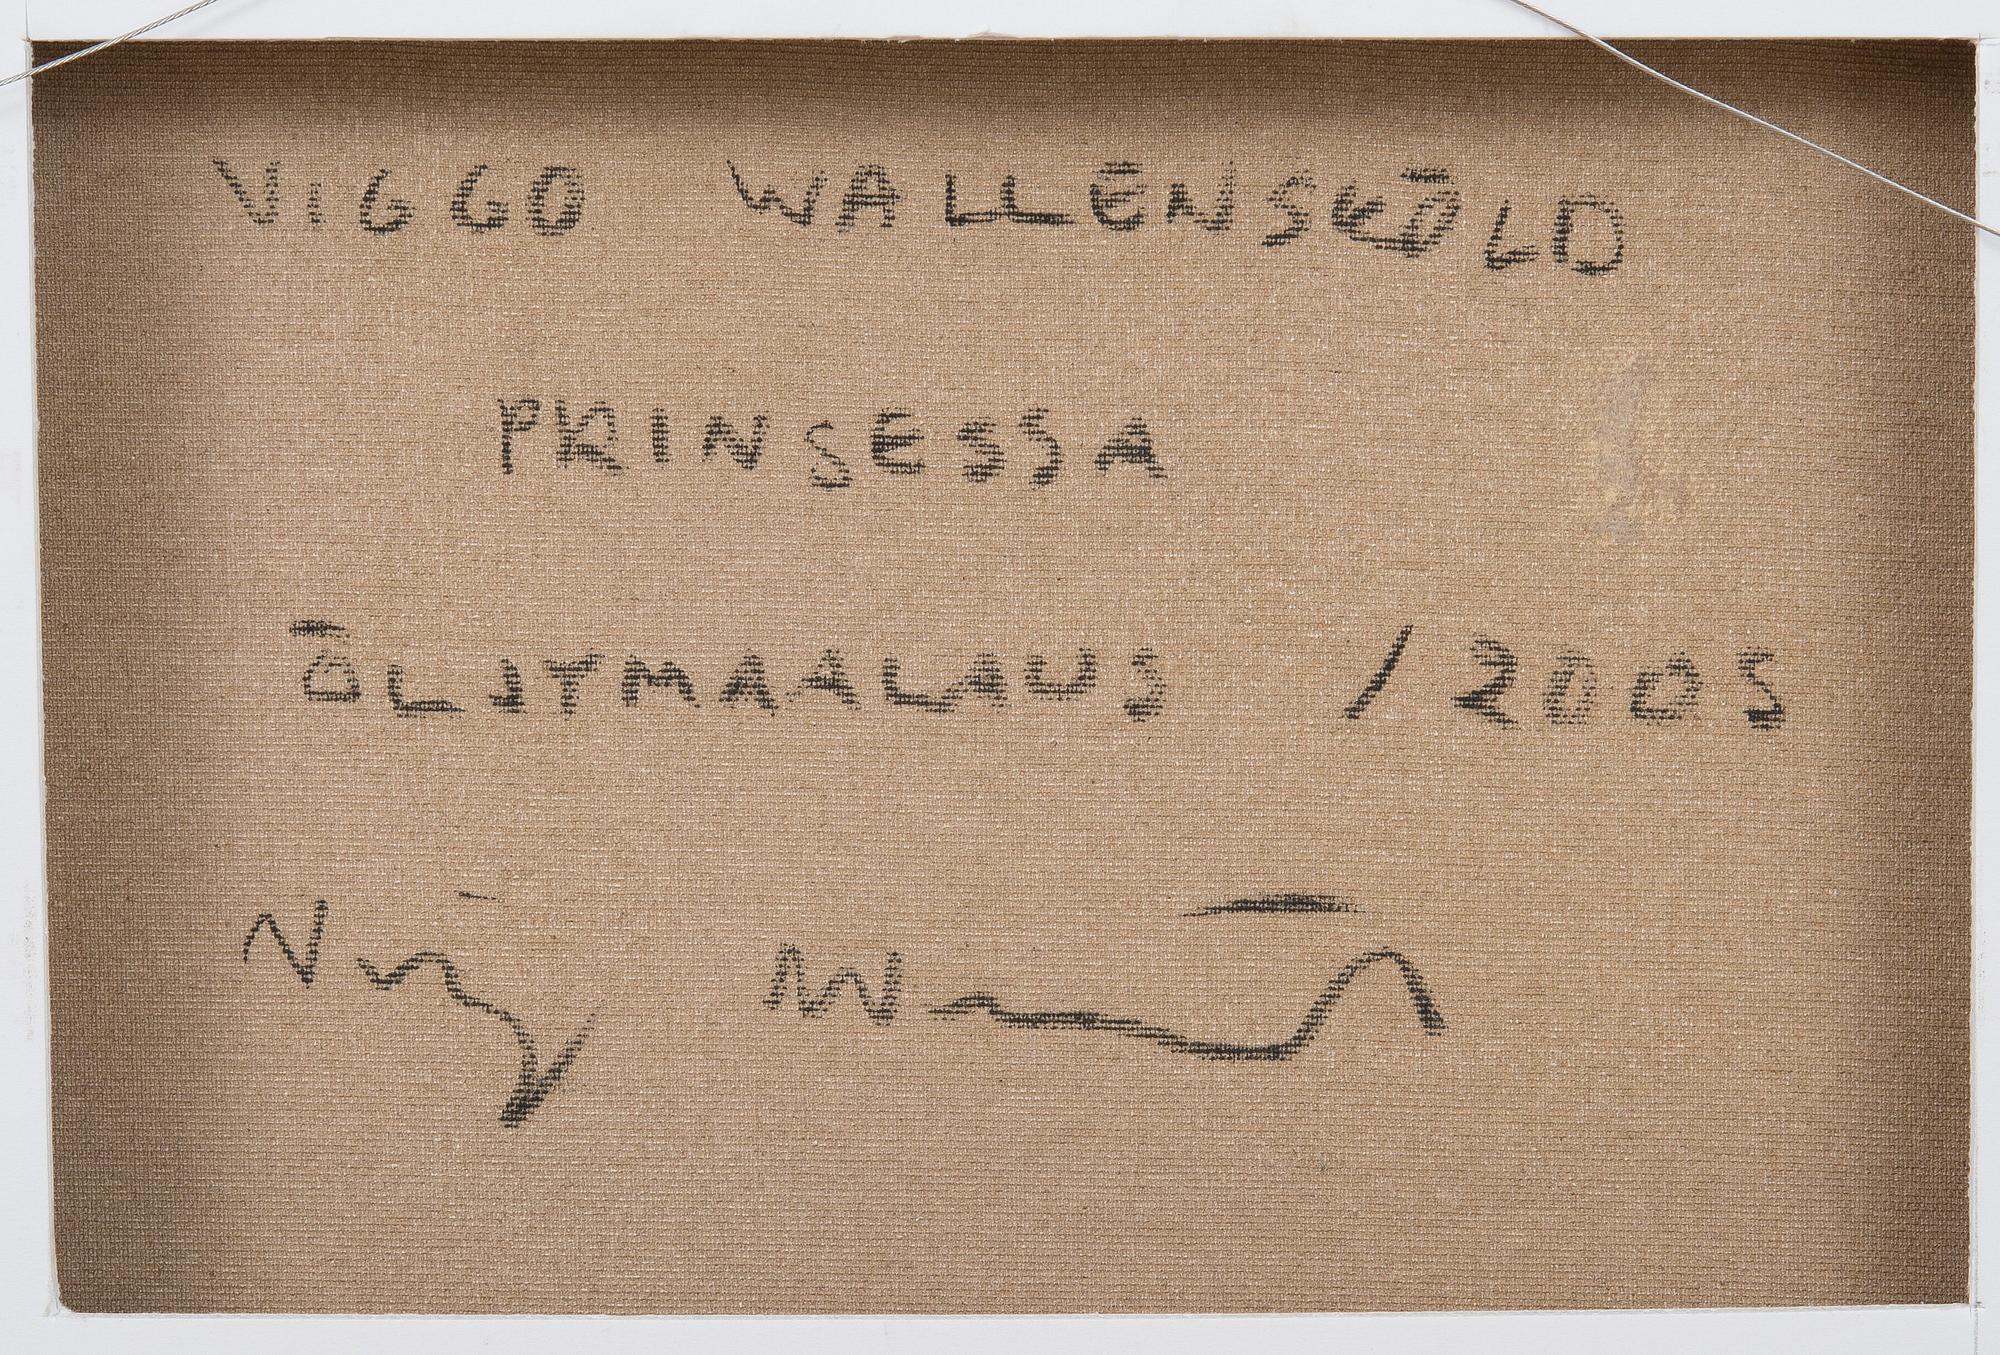 VIGGO WALLENSKÖLD
PRINSESSA
ÖLJYMAALAUS /2005